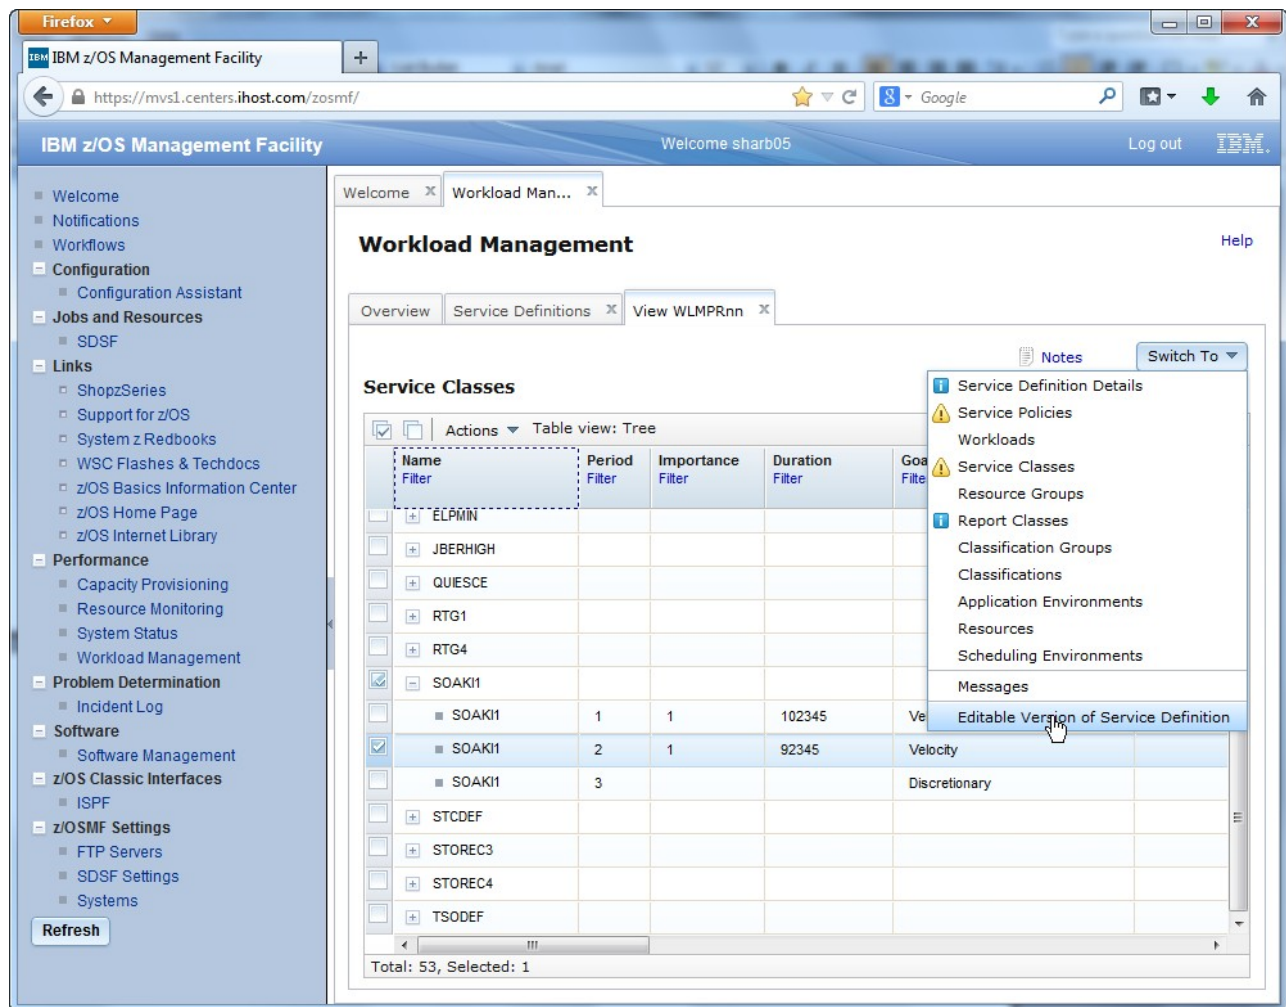 Firefox
IBM IBM z/OS Management Facility
https://mvs1.centers.ihost.com/zosmf/
Google
IBM z/OS Management Facility
Welcome sharb05
Log out
IBM.
Welcome
Notifications
Workflows
Configuration
Configuration Assistant
Jobs and Resources
SDSF
Links
ShopzSeries
Support for z/OS
System z Redbooks
WSC Flashes & Techdocs
z/OS Basics Information Center
z/OS Home Page
z/OS Internet Library
Performance
Capacity Provisioning
Resource Monitoring
System Status
Workload Management
Problem Determination
Incident Log
Software
Software Management
z/OS Classic Interfaces
ISPF
z/OSMF Settings
FTP Servers
SDSF Settings
Systems
Refresh
Welcome Workload Man...
Workload Management
Help
Overview Service Definitions View WLMPRnn
Notes Switch To
Service Classes
Actions Table view: Tree
Name Period Importance Duration Goa
Filter Filter Filter Filter Filte
ELPMIN
JBERHIGH
QUIESCE
RTG1
RTG4
SOAKI1
SOAKI1 1 1 102345 Ve
SOAKI1 2 1 92345 Velocity
SOAKI1 3 Discretionary
STCDEF
STOREC3
STOREC4
TSODEF
Total: 53, Selected: 1
Service Definition Details
Service Policies
Workloads
Service Classes
Resource Groups
Report Classes
Classification Groups
Classifications
Application Environments
Resources
Scheduling Environments
Messages
Editable Version of Service Definition